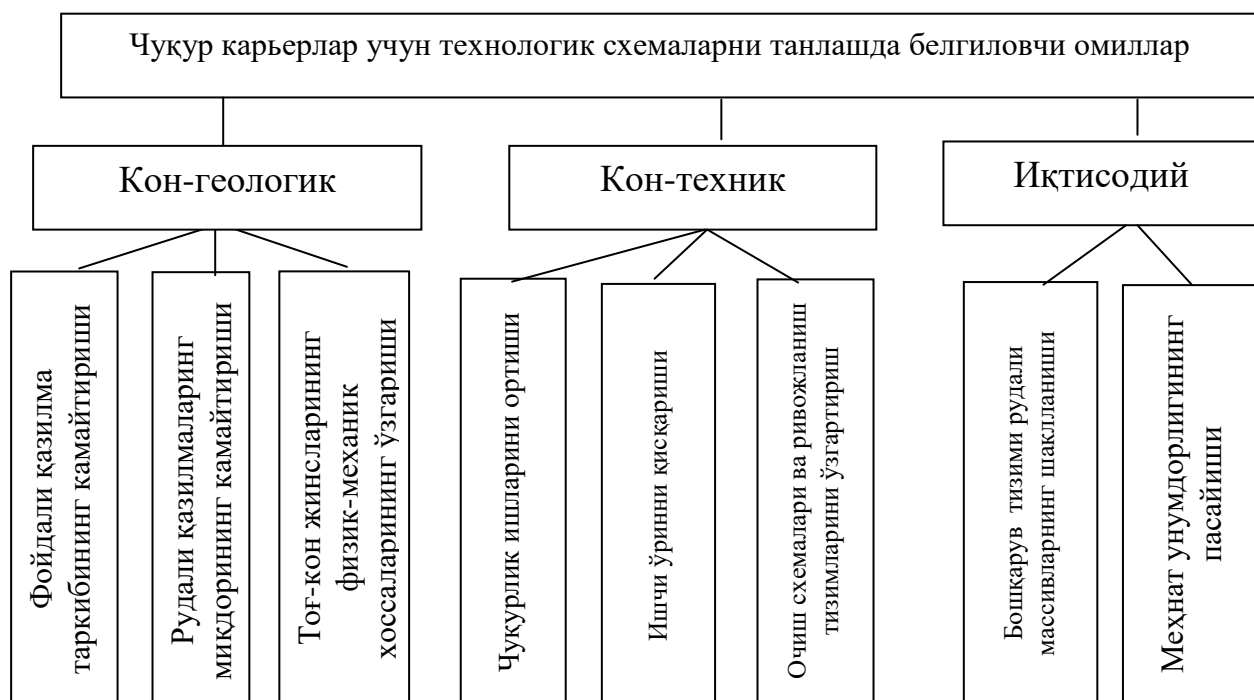 Чуқур карьерлар учун технологик схемаларни танлашда белгиловчи омиллар
Кон-геологик
Кон-техник
Иқтисодий
Фойдали қазилма
таркибининг камайтириши
Рудали қазилмаларинг
миқдорининг камайтириши
Тоғ-кон жинсларининг
физик-механик
хоссаларининг ўзгариши
Чуқурлик ишларини ортиши
Ишчи ўринни қисқариши
Очиш схемалари ва ривожланиш
тизимларини ўзгартириш
Бошқарув тизими рудали
массивларнинг шаклланиши
Меҳнат унумдорлигининг
пасайиши